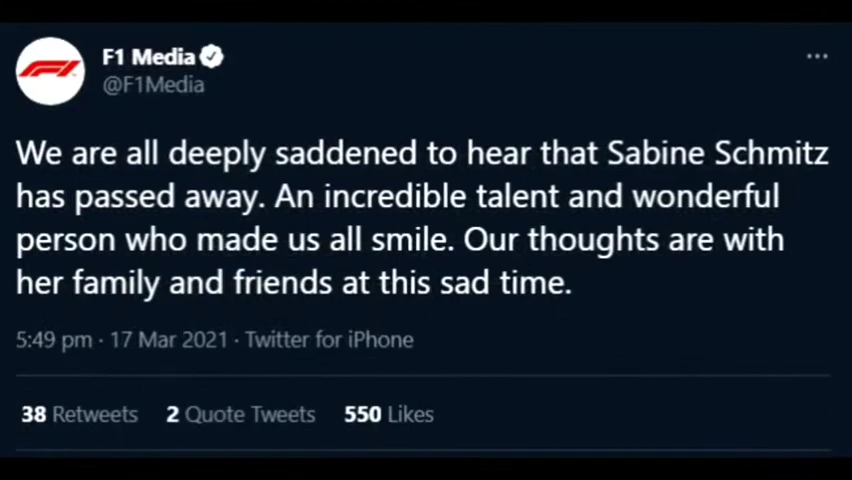 F1 Media
@F1Media
We are all deeply saddened to hear that Sabine Schmitz
has passed away. An incredible talent and wonderful
person who made us all smile. Our thoughts are with
her family and friends at this sad time.
5:49 pm · 17 Mar 2021 · Twitter for iPhone
38 Retweets 2 Quote Tweets 550 Likes